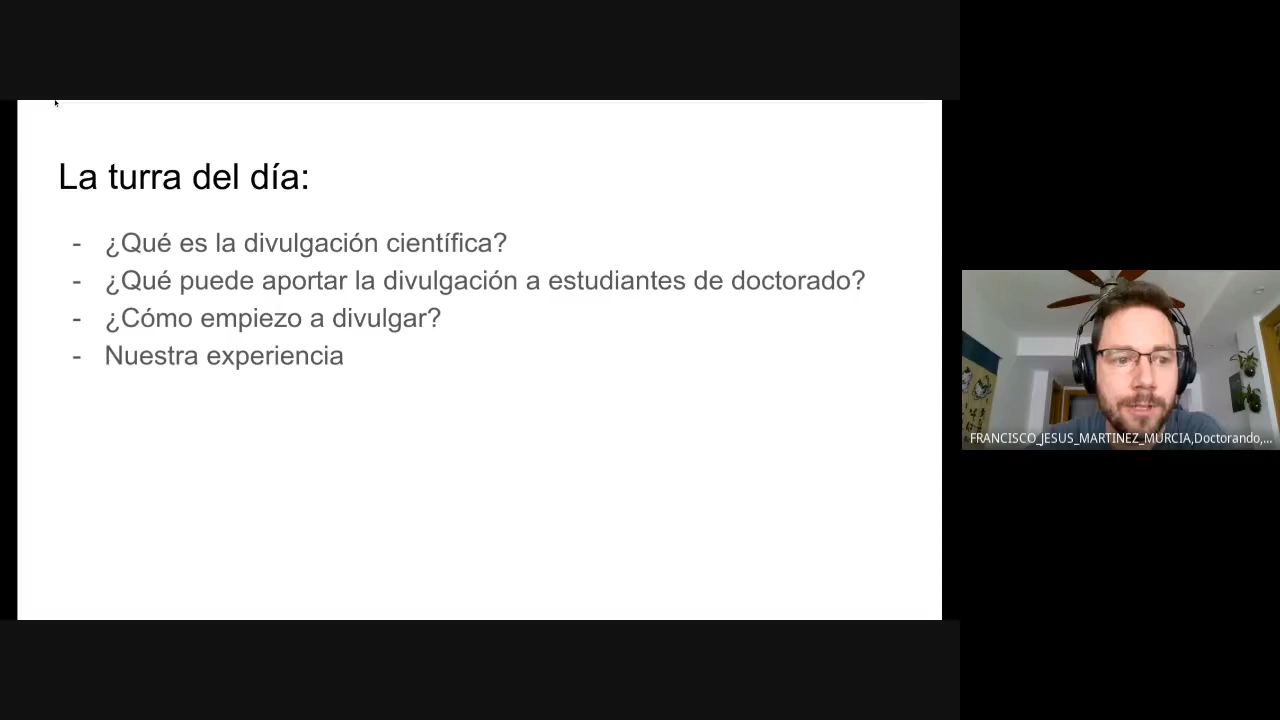 La turra del día:
- ¿Qué es la divulgación científica?
- ¿Qué puede aportar la divulgación a estudiantes de doctorado?
- ¿Cómo empiezo a divulgar?
- Nuestra experiencia
FRANCISCO_JESUS_MARTINEZ_MURCIA,Doctorando,...